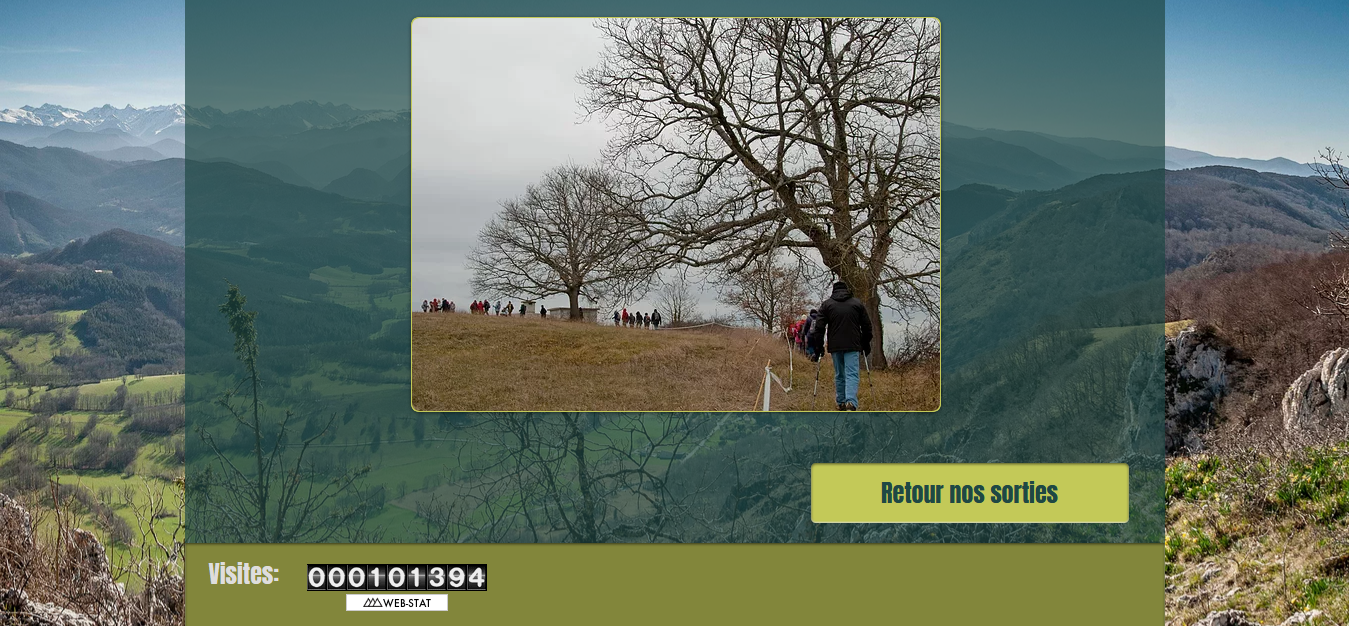 Retour nos sorties
Visites:
000101394
WEB-STAT